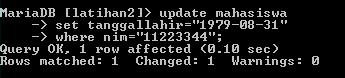 MariaDB [latihan2]> update mahasiswa
-> set tanggallahir="1979-08-31"
-> where nim="11223344";
Query OK, 1 row affected (0.10 sec)
Rows matched: 1  Changed: 1  Warnings: 0